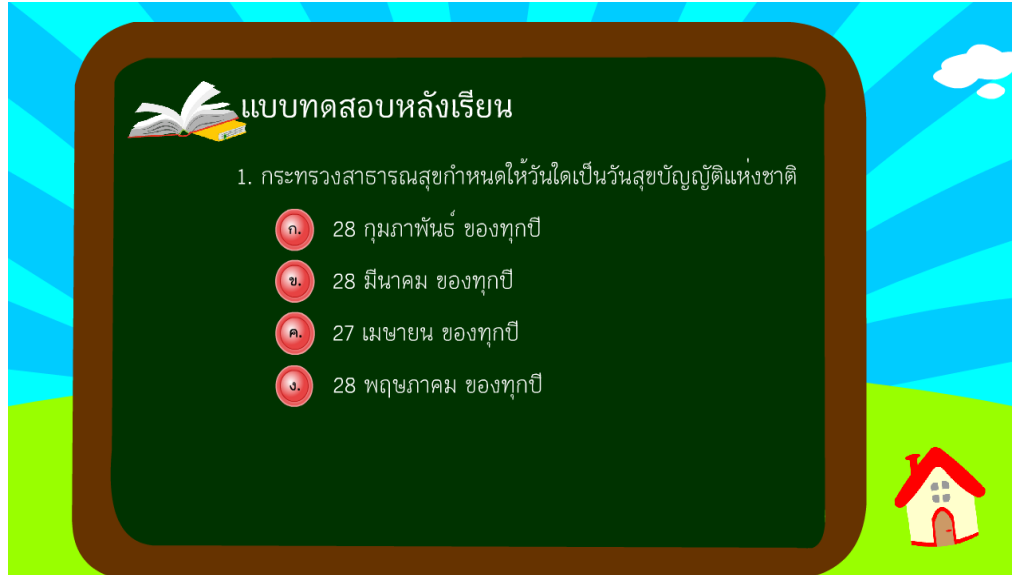 แบบทดสอบหลังเรียน
1. กระทรวงสาธารณสุขกำหนดให้วันใดเป็นวันสุขบัญญัติแห่งชาติ
ก. 28 กุมภาพันธ์ ของทุกปี
ข. 28 มีนาคม ของทุกปี
ค. 27 เมษายน ของทุกปี
ง. 28 พฤษภาคม ของทุกปี